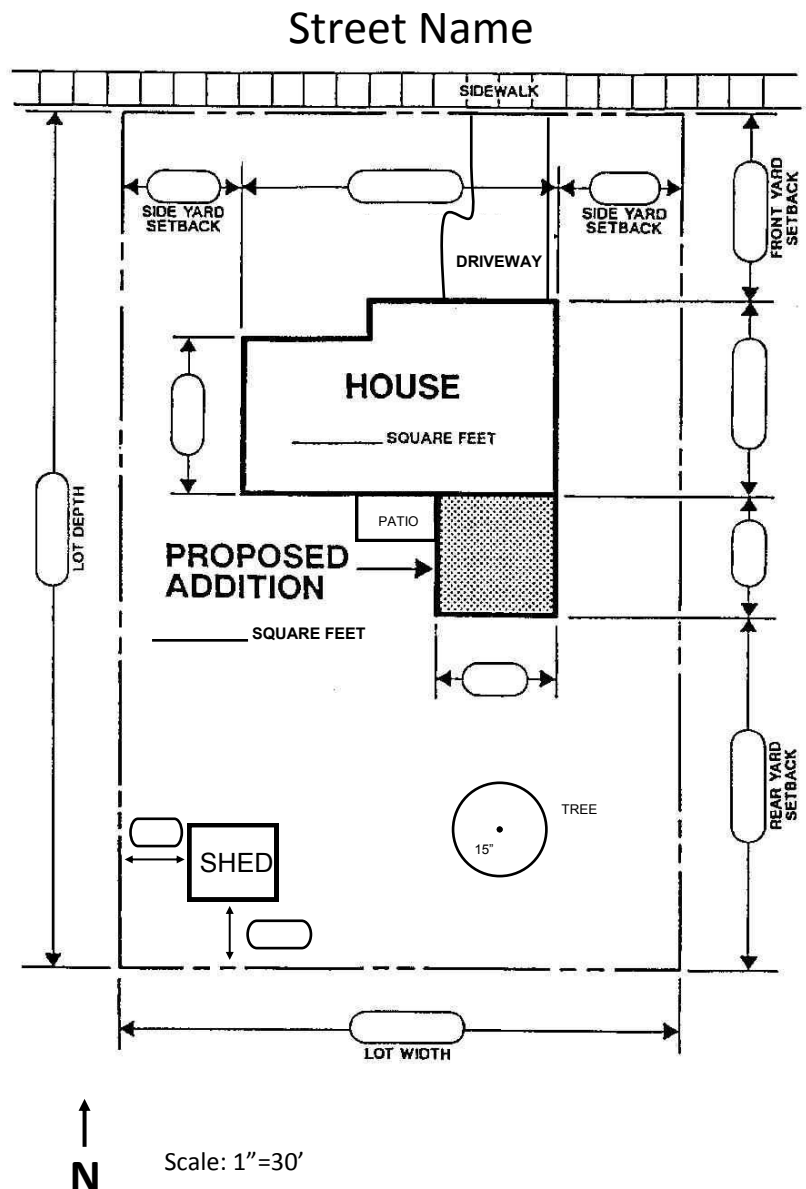 Street Name
SIDEWALK
SIDE YARD
SETBACK
SIDE YARD
SETBACK
FRONT YARD
SETBACK
DRIVEWAY
HOUSE
SQUARE FEET
LOT DEPTH
PATIO
PROPOSED
ADDITION
SQUARE FEET
REAR YARD
SETBACK
TREE
15”
SHED
LOT WIDTH
N
Scale: 1”=30’